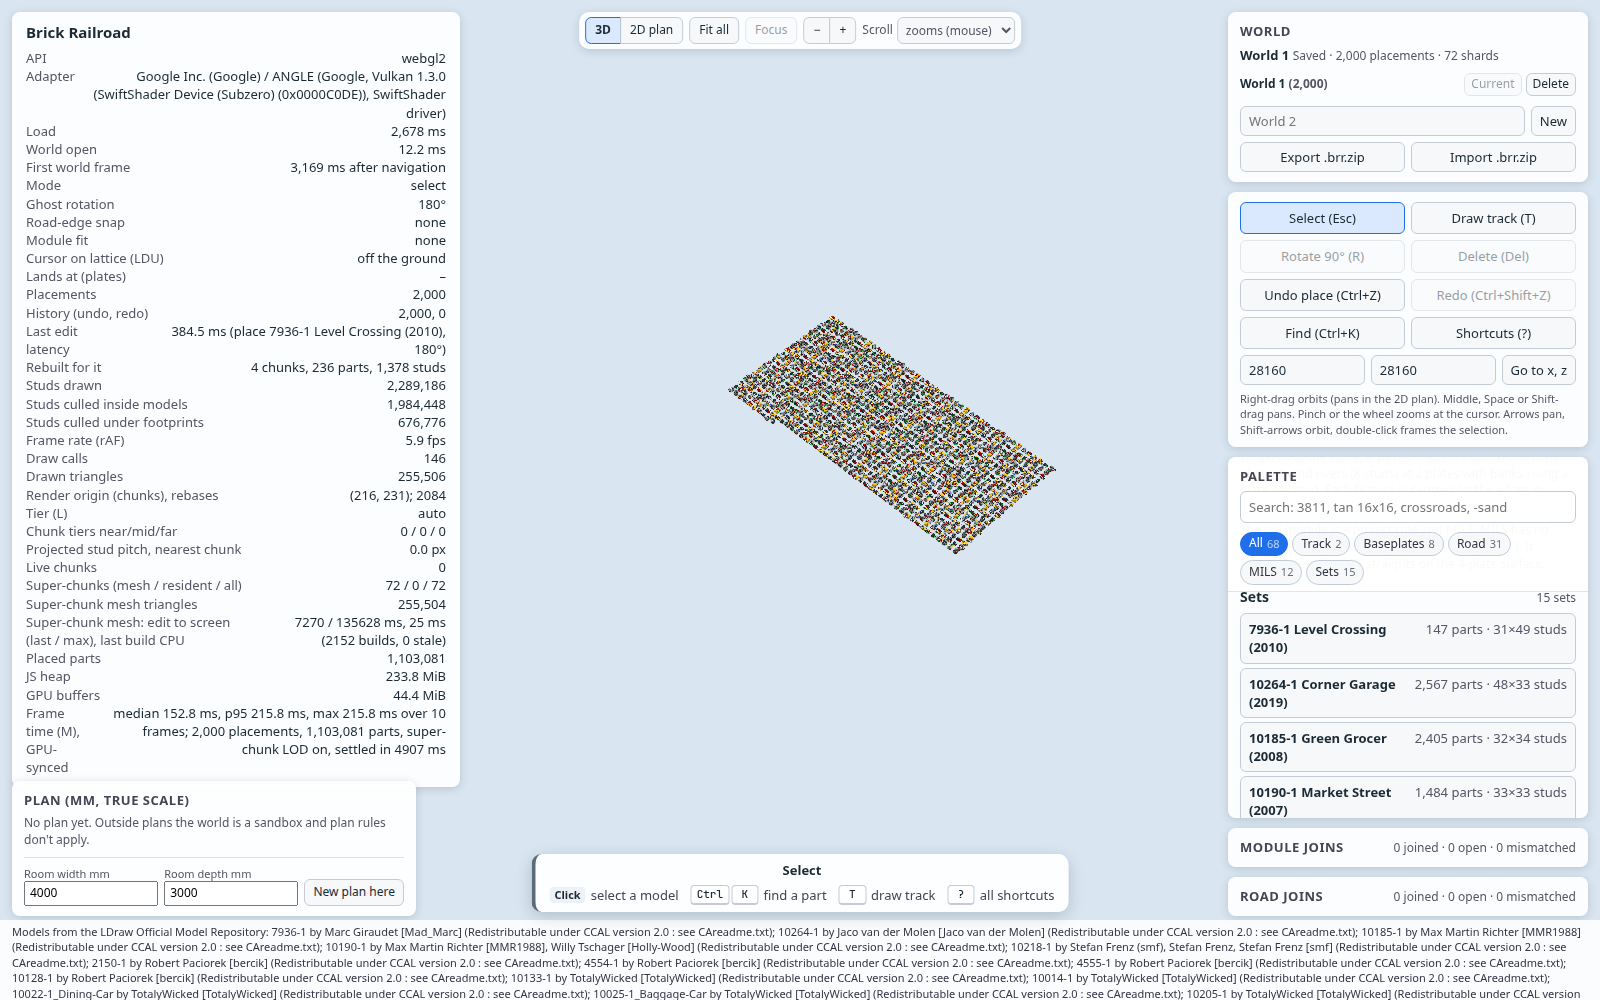 Brick Railroad
API webgl2
Adapter Google Inc. (Google) / ANGLE (Google, Vulkan 1.3.0
(SwiftShader Device (Subzero) (0x0000C0DE)), SwiftShader
driver)
Load 2,678 ms
World open 12.2 ms
First world frame 3,169 ms after navigation
Mode select
Ghost rotation 180°
Road-edge snap none
Module fit none
Cursor on lattice (LDU) off the ground
Lands at (plates) –
Placements 2,000
History (undo, redo) 2,000, 0
Last edit 384.5 ms (place 7936-1 Level Crossing (2010),
latency 180°)
Rebuilt for it 4 chunks, 236 parts, 1,378 studs
Studs drawn 2,289,186
Studs culled inside models 1,984,448
Studs culled under footprints 676,776
Frame rate (rAF) 5.9 fps
Draw calls 146
Drawn triangles 255,506
Render origin (chunks), rebases (216, 231); 2084
Tier (L) auto
Chunk tiers near/mid/far 0 / 0 / 0
Projected stud pitch, nearest chunk 0.0 px
Live chunks 0
Super-chunks (mesh / resident / all) 72 / 0 / 72
Super-chunk mesh triangles 255,504
Super-chunk mesh: edit to screen 7270 / 135628 ms, 25 ms
(last / max), last build CPU (2152 builds, 0 stale)
Placed parts 1,103,081
JS heap 233.8 MiB
GPU buffers 44.4 MiB
Frame median 152.8 ms, p95 215.8 ms, max 215.8 ms over 10
time (M), frames; 2,000 placements, 1,103,081 parts, super-
GPU- chunk LOD on, settled in 4907 ms
synced
PLAN (MM, TRUE SCALE)
No plan yet. Outside plans the world is a sandbox and plan rules
don't apply.
Room width mm Room depth mm
4000 3000 New plan here
3D 2D plan Fit all Focus − + Scroll zooms (mouse)
Select
Click select a model Ctrl K find a part T draw track ? all shortcuts
WORLD
World 1 Saved · 2,000 placements · 72 shards
World 1 (2,000) Current Delete
World 2 New
Export .brr.zip Import .brr.zip
Select (Esc) Draw track (T)
Rotate 90° (R) Delete (Del)
Undo place (Ctrl+Z) Redo (Ctrl+Shift+Z)
Find (Ctrl+K) Shortcuts (?)
28160 28160 Go to x, z
Right-drag orbits (pans in the 2D plan). Middle, Space or Shift-
drag pans. Pinch or the wheel zooms at the cursor. Arrows pan,
Shift-arrows orbit, double-click frames the selection.
PALETTE
Search: 3811, tan 16x16, crossroads, -sand
All 68 Track 2 Baseplates 8 Road 31
MILS 12 Sets 15
Sets 15 sets
7936-1 Level Crossing 147 parts · 31×49 studs
(2010)
10264-1 Corner Garage 2,567 parts · 48×33 studs
(2019)
10185-1 Green Grocer 2,405 parts · 32×34 studs
(2008)
10190-1 Market Street 1,484 parts · 33×33 studs
(2007)
MODULE JOINS 0 joined · 0 open · 0 mismatched
ROAD JOINS 0 joined · 0 open · 0 mismatched
Models from the LDraw Official Model Repository: 7936-1 by Marc Giraudet [Mad_Marc] (Redistributable under CCAL version 2.0 : see CAreadme.txt); 10264-1 by Jaco van der Molen [Jaco van der Molen] (Redistributable under CCAL version 2.0 : see CAreadme.txt); 10185-1 by Max Martin Richter [MMR1988]
(Redistributable under CCAL version 2.0 : see CAreadme.txt); 10190-1 by Max Martin Richter [MMR1988], Willy Tschager [Holly-Wood] (Redistributable under CCAL version 2.0 : see CAreadme.txt); 10218-1 by Stefan Frenz (smf), Stefan Frenz, Stefan Frenz [smf] (Redistributable under CCAL version 2.0 : see
CAreadme.txt); 2150-1 by Robert Paciorek [bercik] (Redistributable under CCAL version 2.0 : see CAreadme.txt); 4554-1 by Robert Paciorek [bercik] (Redistributable under CCAL version 2.0 : see CAreadme.txt); 4555-1 by Robert Paciorek [bercik] (Redistributable under CCAL version 2.0 : see CAreadme.txt);
10128-1 by Robert Paciorek [bercik] (Redistributable under CCAL version 2.0 : see CAreadme.txt); 10133-1 by TotalyWicked [TotalyWicked] (Redistributable under CCAL version 2.0 : see CAreadme.txt); 10014-1 by TotalyWicked [TotalyWicked] (Redistributable under CCAL version 2.0 : see CAreadme.txt);
10022-1_Dining-Car by TotalyWicked [TotalyWicked] (Redistributable under CCAL version 2.0 : see CAreadme.txt); 10025-1_Baggage-Car by TotalyWicked [TotalyWicked] (Redistributable under CCAL version 2.0 : see CAreadme.txt); 10205-1 by TotalyWicked [TotalyWicked] (Redistributable under CCAL version